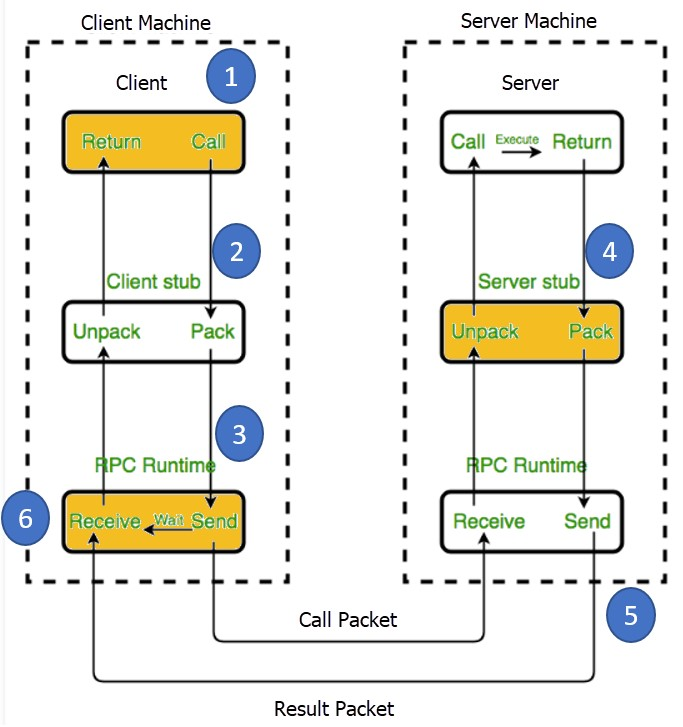 Client Machine
Server Machine
Client
1
Server
Return Call
Call Execute Return
2
4
Client stub
Server stub
Unpack Pack
Unpack Pack
3
RPC Runtime
RPC Runtime
6
Receive Wait Send
Receive Send
5
Call Packet
Result Packet